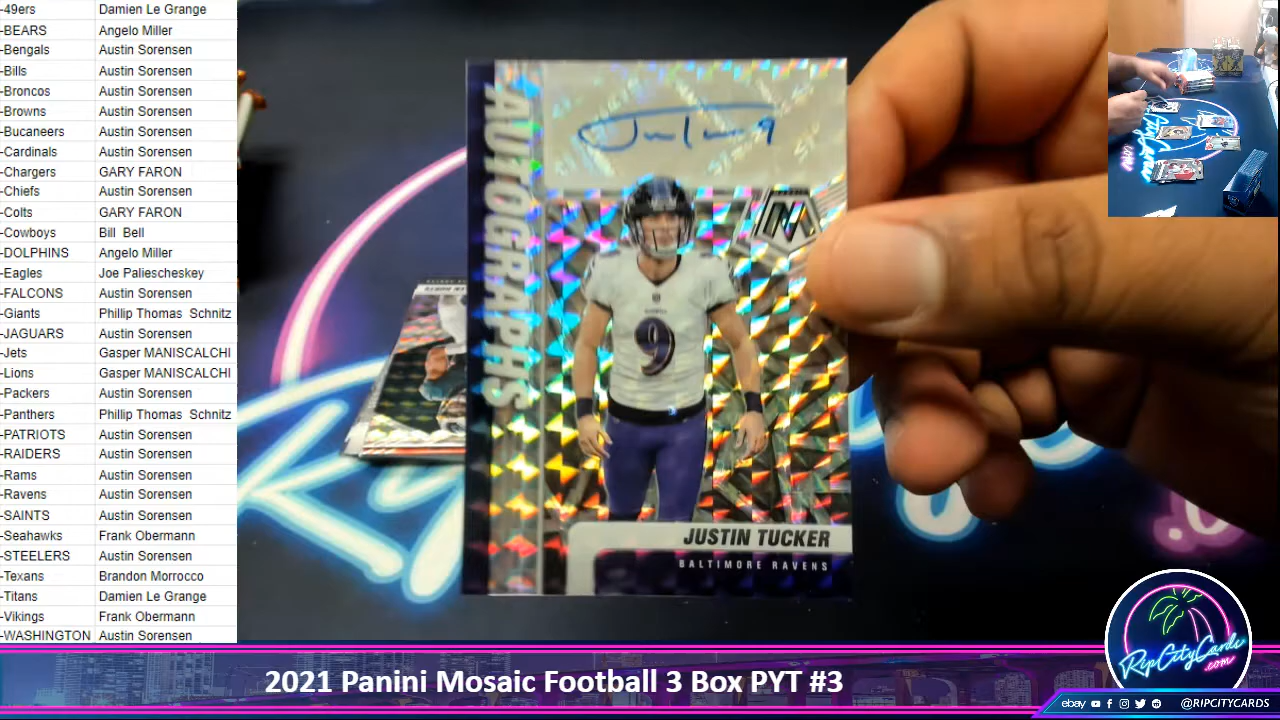 -49ers Damien Le Grange
-BEARS Angelo Miller
-Bengals Austin Sorensen
-Bills Austin Sorensen
-Broncos Austin Sorensen
-Browns Austin Sorensen
-Bucaneers Austin Sorensen
-Cardinals Austin Sorensen
-Chargers GARY FARON
-Chiefs Austin Sorensen
-Colts GARY FARON
-Cowboys Bill Bell
-DOLPHINS Angelo Miller
-Eagles Joe Paliescheskey
-FALCONS Austin Sorensen
-Giants Phillip Thomas Schnitz
-JAGUARS Austin Sorensen
-Jets Gasper MANISCALCHI
-Lions Gasper MANISCALCHI
-Packers Austin Sorensen
-Panthers Phillip Thomas Schnitz
-PATRIOTS Austin Sorensen
-RAIDERS Austin Sorensen
-Rams Austin Sorensen
-Ravens Austin Sorensen
-SAINTS Austin Sorensen
-Seahawks Frank Obermann
-STEELERS Austin Sorensen
-Texans Brandon Morrocco
-Titans Damien Le Grange
-Vikings Frank Obermann
-WASHINGTON Austin Sorensen
AUTOGRAPHS
9
JUSTIN TUCKER
BALTIMORE RAVENS
2021 Panini Mosaic Football 3 Box PYT #3
RipCityCards
.com
ebay
@RIPCITYCARDS